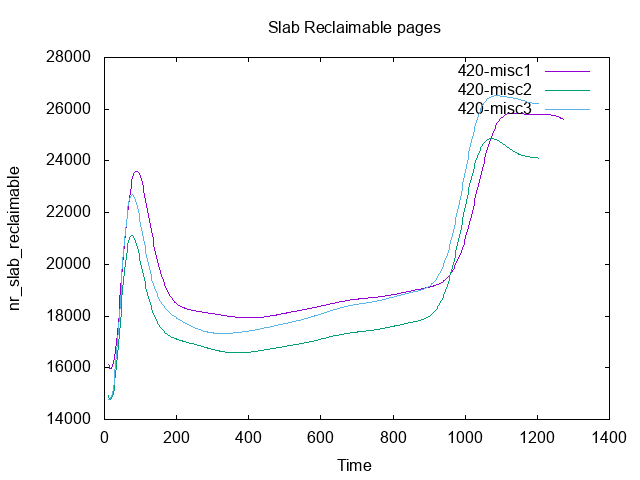 Slab Reclaimable pages
28000
26000
24000
22000
20000
18000
16000
14000
nr_slab_reclaimable
420-misc1
420-misc2
420-misc3
0 200 400 600 800 1000 1200 1400
Time